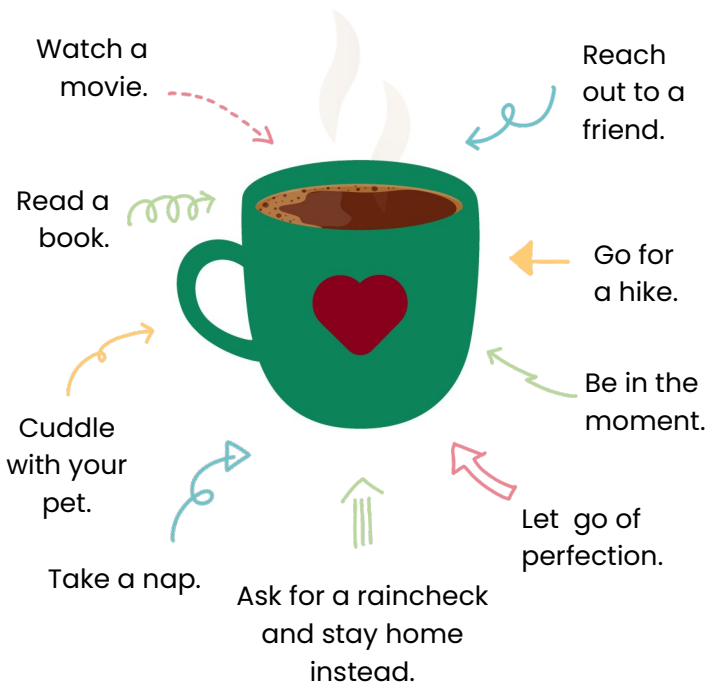 Watch a
movie.
Reach
out to a
friend.
Read a
book.
Go for
a hike.
Be in the
moment.
Cuddle
with your
pet.
Let go of
perfection.
Take a nap.
Ask for a raincheck
and stay home
instead.